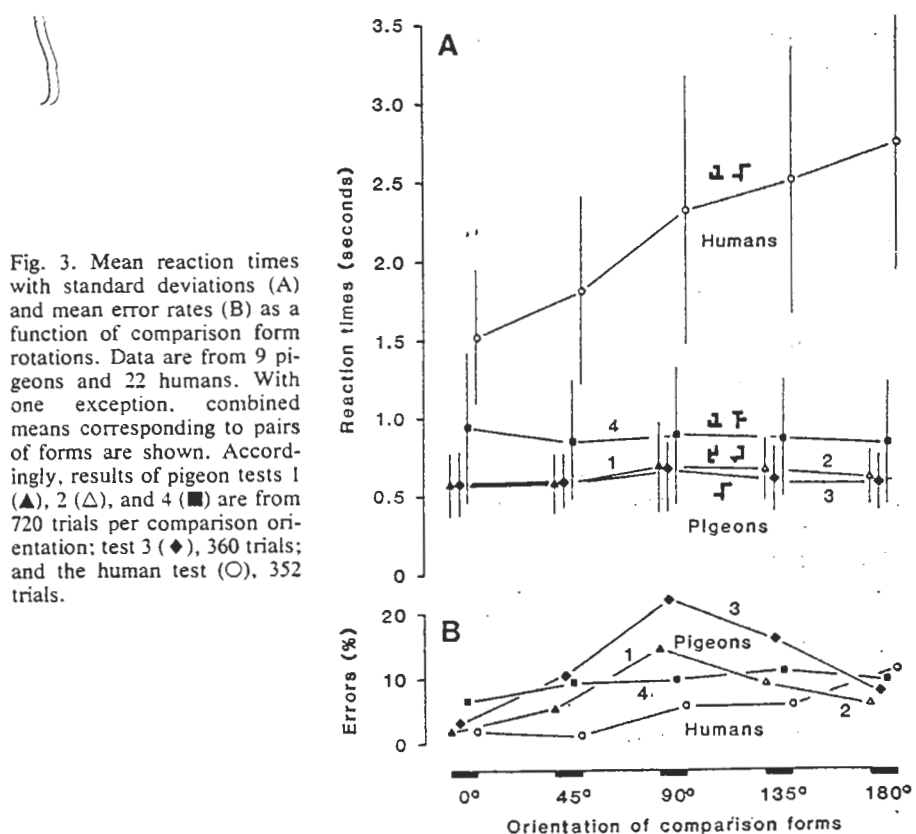 Fig. 3. Mean reaction times
with standard deviations (A)
and mean error rates (B) as a
function of comparison form
rotations. Data are from 9 pi-
geons and 22 humans. With
one exception, combined
means corresponding to pairs
of forms are shown. Accord-
ingly, results of pigeon tests 1
(▲), 2 (△), and 4 (■) are from
720 trials per comparison ori-
entation; test 3 (◆), 360 trials;
and the human test (○), 352
trials.
A
Reaction times (seconds)
3.5
3.0
2.5
2.0
1.5
1.0
0.5
0
Humans
4
1
2
3
Pigeons
B
Errors (%)
20
10
0
3
Pigeons
1
4
2
Humans
0º
45º
90º
135º
180º
Orientation of comparison forms